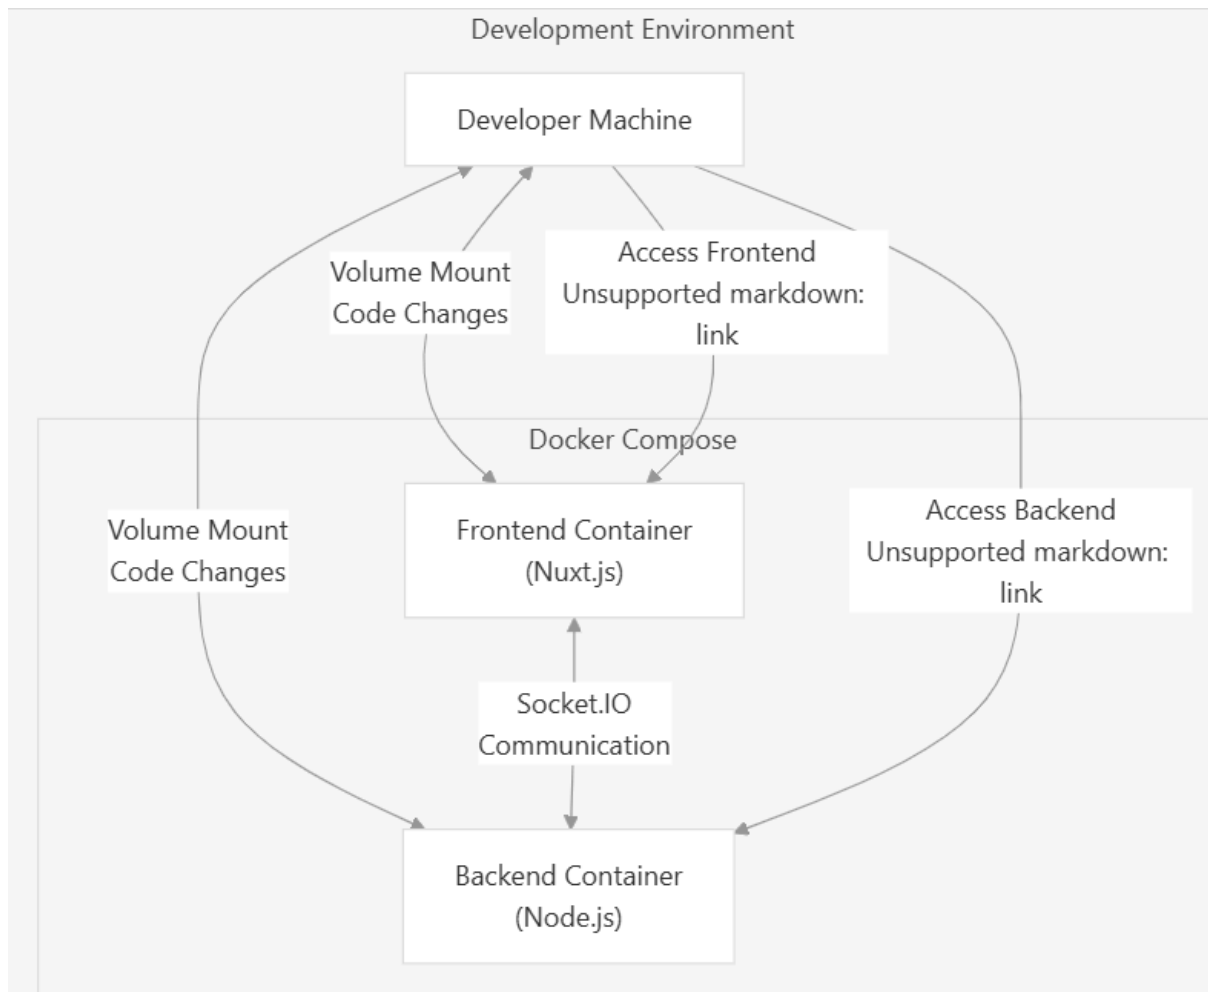 Development Environment
Developer Machine
Volume Mount
Code Changes
Access Frontend
Unsupported markdown:
link
Docker Compose
Volume Mount
Code Changes
Frontend Container
(Nuxt.js)
Access Backend
Unsupported markdown:
link
Socket.IO
Communication
Backend Container
(Node.js)